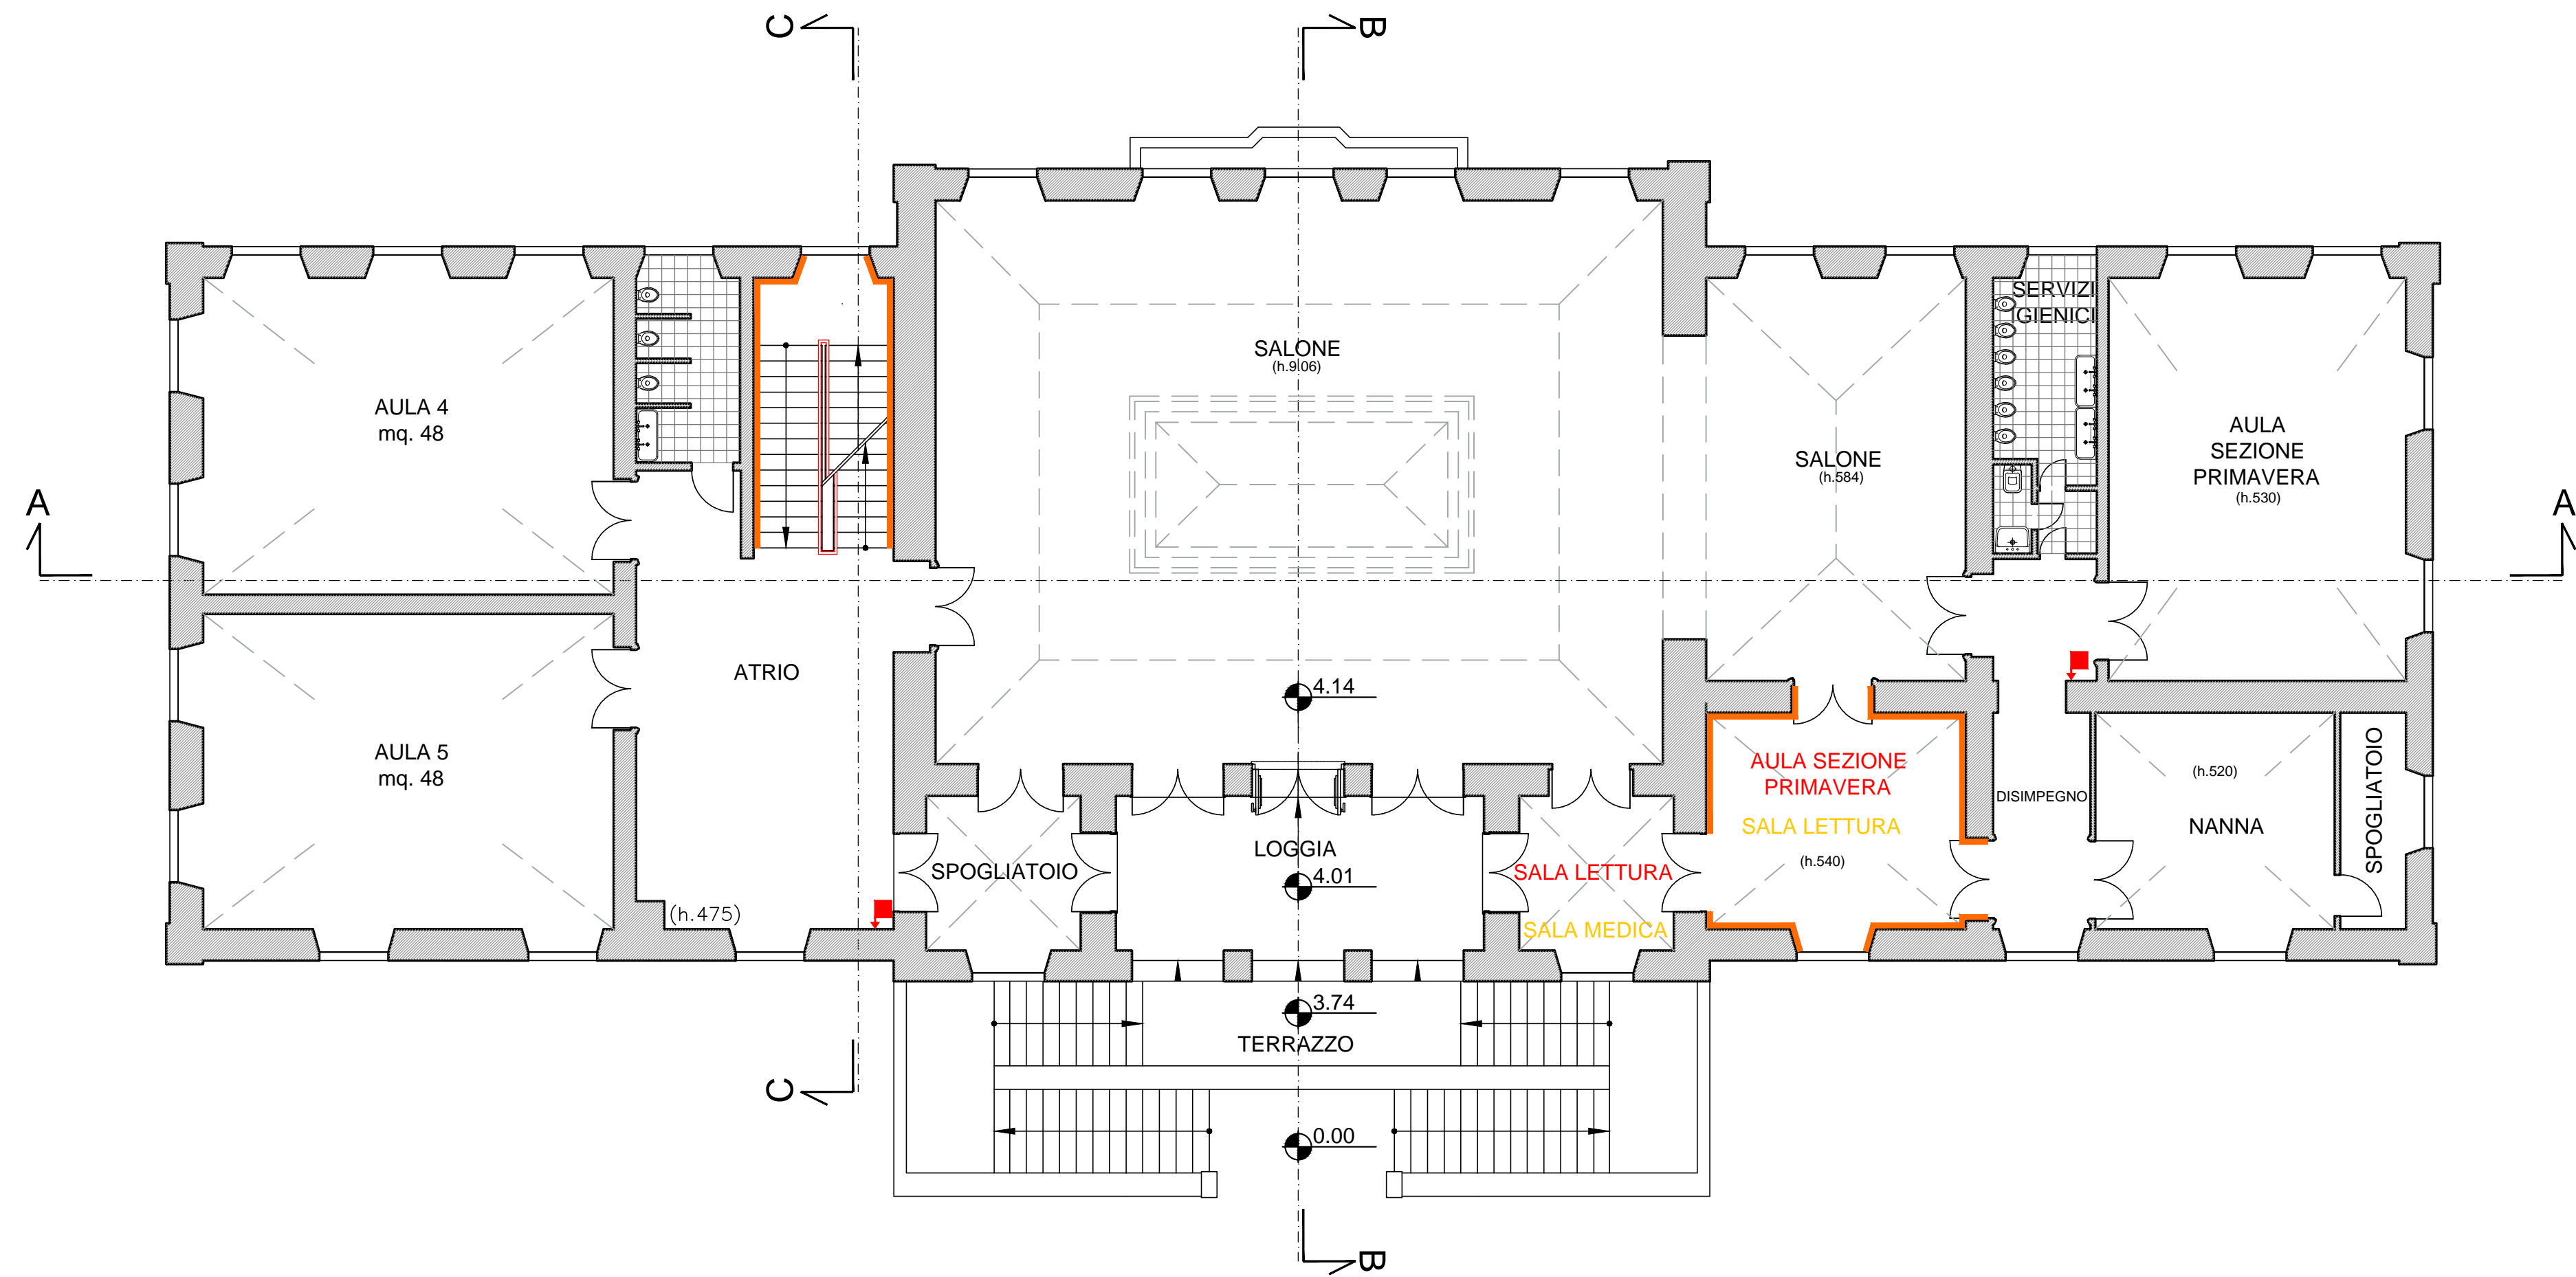 C
B
SERVIZI
IGIENICI
SALONE
(h.9.06)
AULA 4
mq. 48
AULA
SEZIONE
PRIMAVERA
(h.530)
SALONE
(h.584)
A
A
ATRIO
4.14
AULA 5
mq. 48
AULA SEZIONE
PRIMAVERA
SALA LETTURA
(h.540)
DISIMPEGNO
(h.520)
NANNA
SPOGLIATOIO
LOGGIA
4.01
SPOGLIATOIO
SALA LETTURA
SALA MEDICA
(h.475)
3.74
TERRAZZO
C
0.00
B